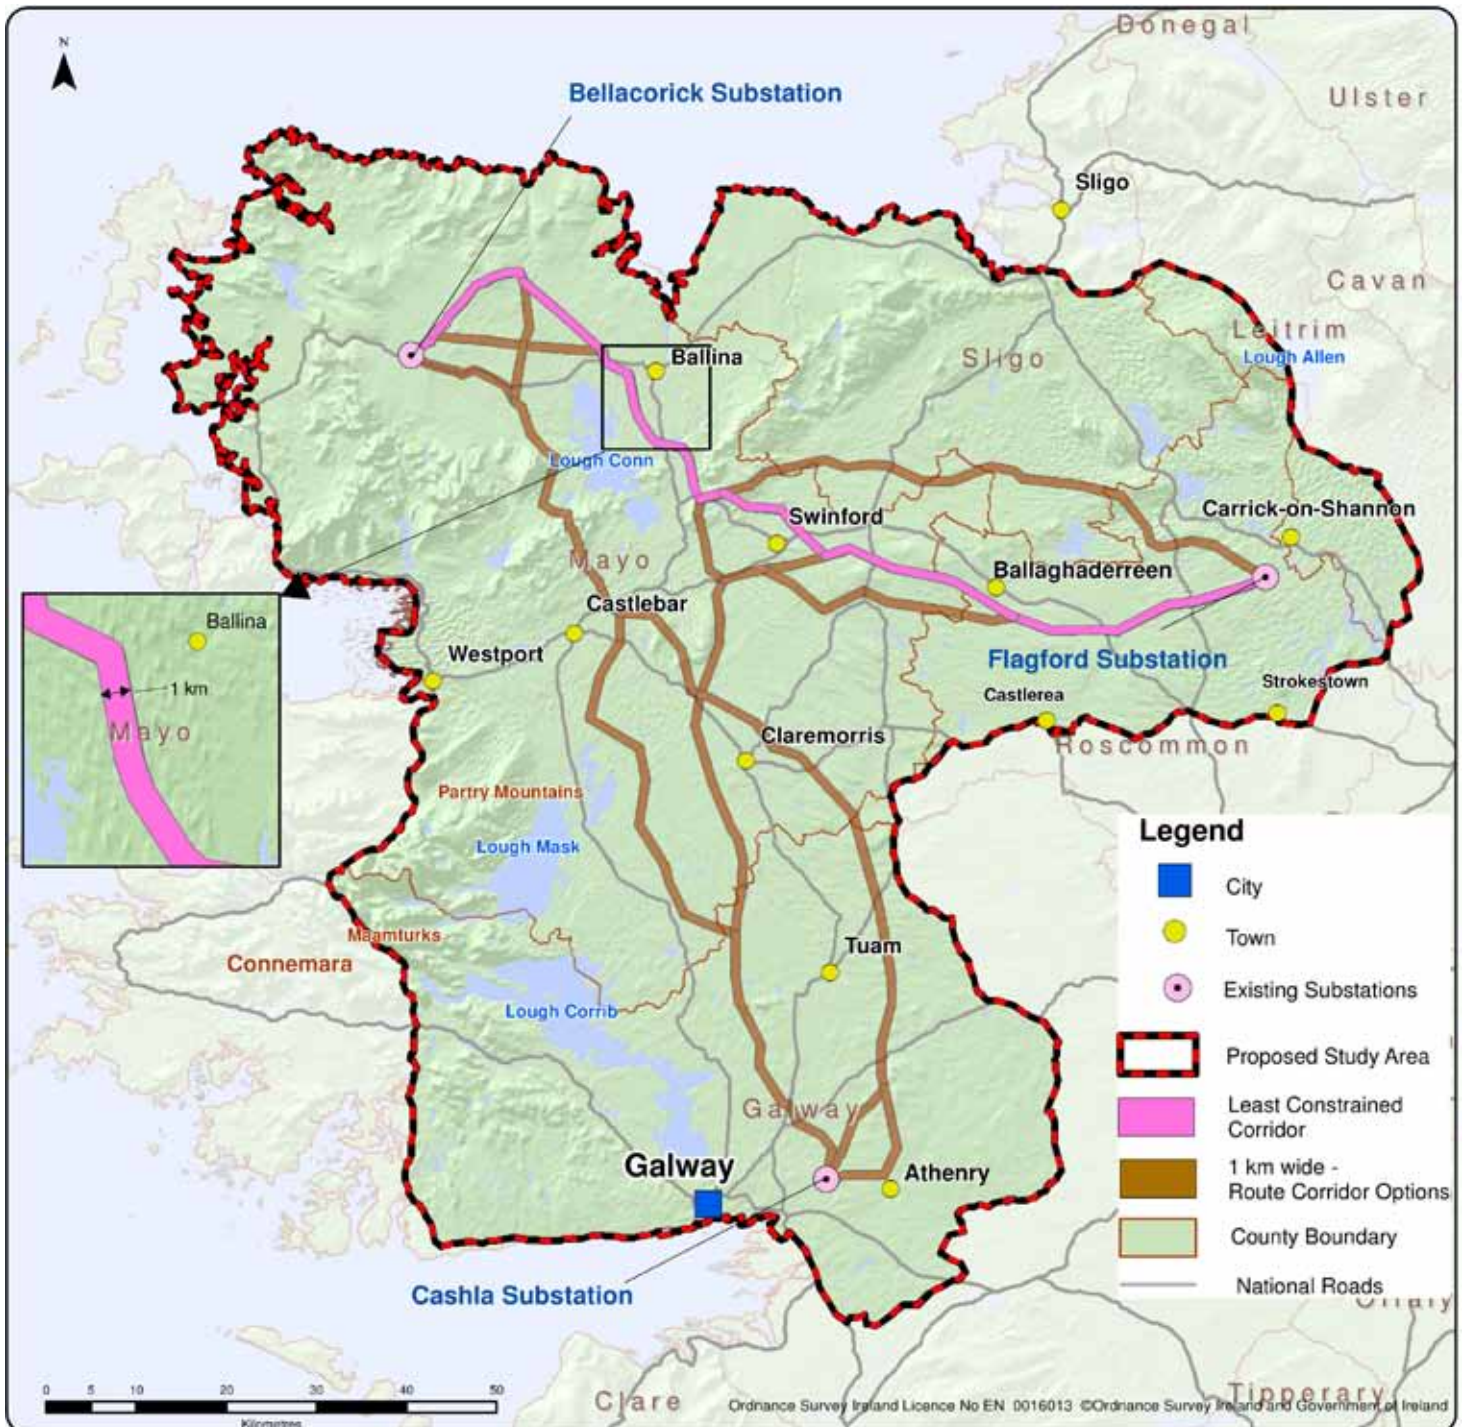 N
Donegal
Ulster
Bellacorick Substation
Sligo
Cavan
Leitrim
Lough Allen
Sligo
Ballina
Lough Conn
Carrick-on-Shannon
Swinford
Mayo
Ballaghaderreen
Castlebar
Westport
Flagford Substation
Castlerea
Strokestown
Ballina
1 km
Mayo
Claremorris
Roscommon
Partry Mountains
Lough Mask
Maamturks
Connemara
Tuam
Lough Corrib
Galway
Galway
Athenry
Cashla Substation
Legend
City
Town
Existing Substations
Proposed Study Area
Least Constrained
Corridor
1 km wide -
Route Corridor Options
County Boundary
National Roads
Clare
Tipperary
0 5 10 20 30 40 50
Kilometres
Ordnance Survey Ireland Licence No EN 0016013 ©Ordnance Survey Ireland and Government of Ireland